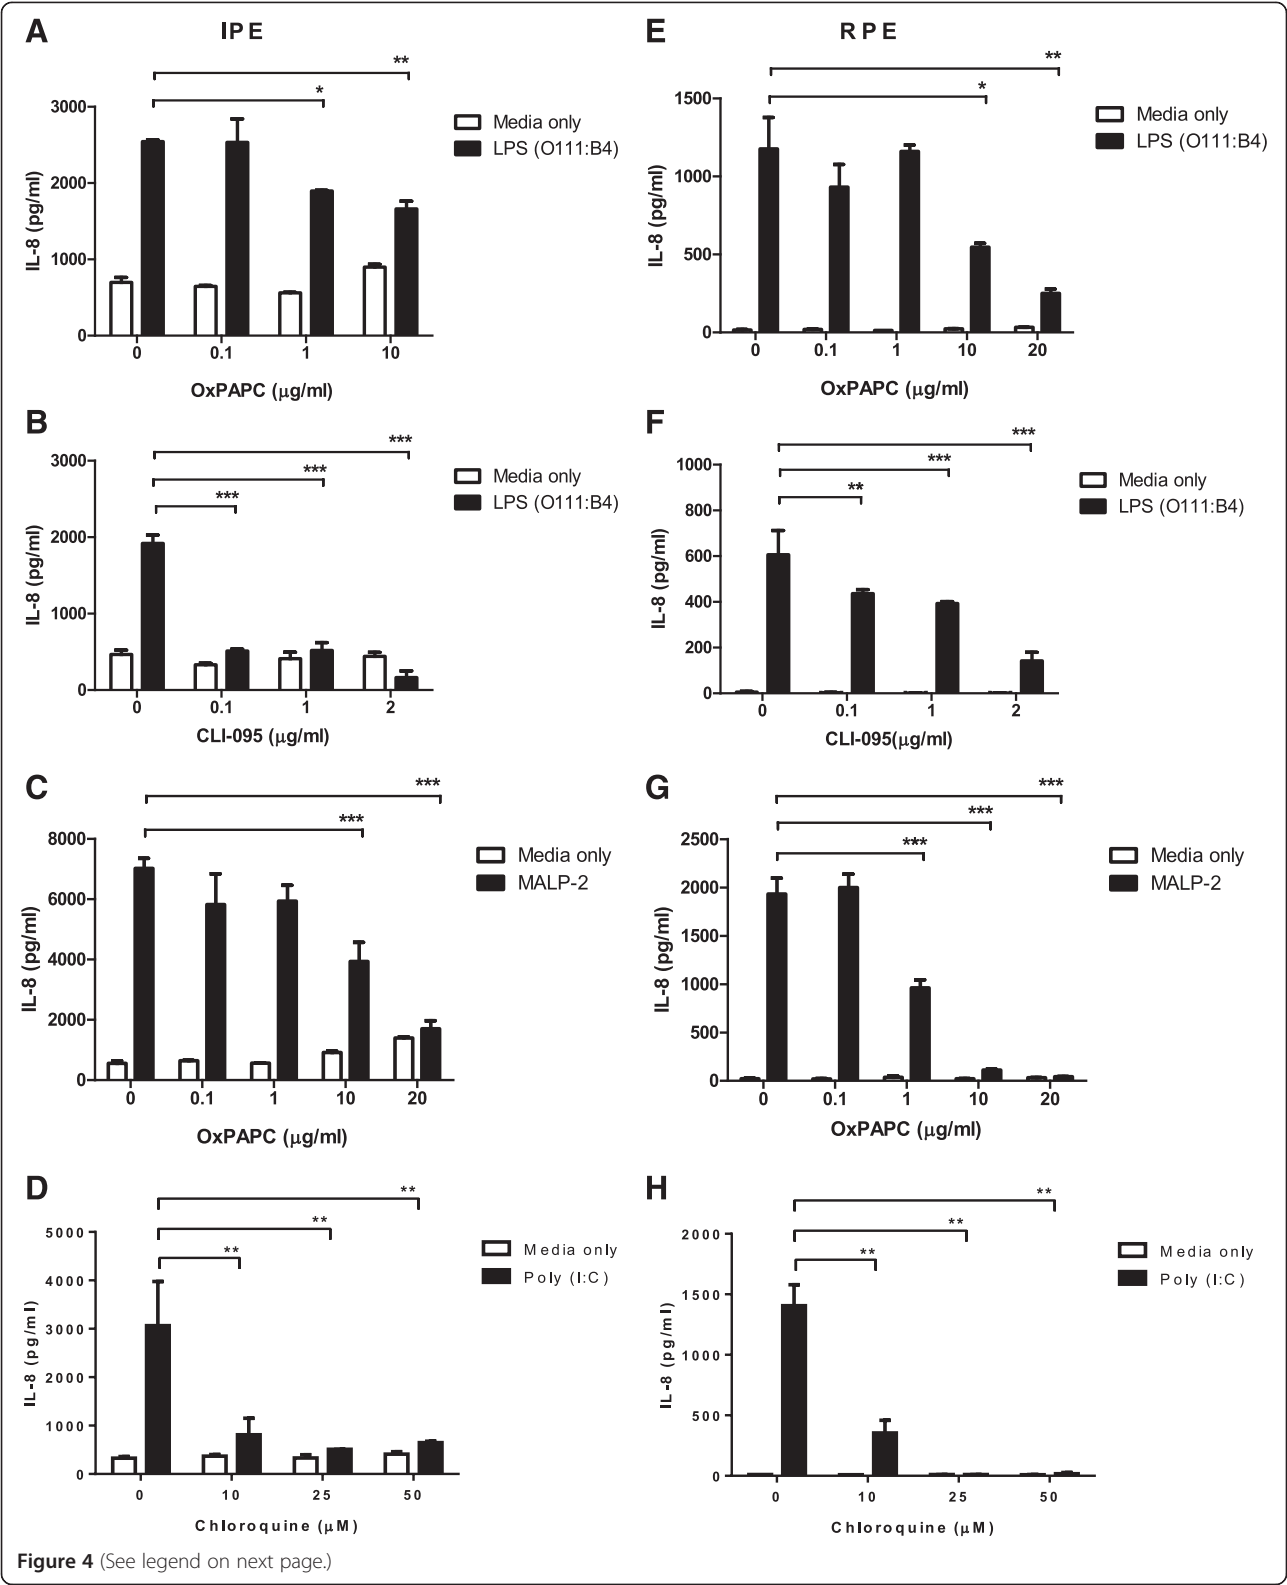 A IPE
**
*
3000
2000
1000
0
IL-8 (pg/ml)
Media only
LPS (O111:B4)
0 0.1 1 10
OxPAPC (μg/ml)
E RPE
**
*
1500
1000
500
0
IL-8 (pg/ml)
Media only
LPS (O111:B4)
0 0.1 1 10 20
OxPAPC (μg/ml)
B
***
***
***
3000
2000
1000
0
IL-8 (pg/ml)
Media only
LPS (O111:B4)
0 0.1 1 2
CLI-095 (μg/ml)
F
***
***
**
1000
800
600
400
200
0
IL-8 (pg/ml)
Media only
LPS (O111:B4)
0 0.1 1 2
CLI-095(μg/ml)
C
***
***
8000
6000
4000
2000
0
IL-8 (pg/ml)
Media only
MALP-2
0 0.1 1 10 20
OxPAPC (μg/ml)
G
***
***
***
2500
2000
1500
1000
500
0
IL-8 (pg/ml)
Media only
MALP-2
0 0.1 1 10 20
OxPAPC (μg/ml)
D
**
**
**
5000
4000
3000
2000
1000
0
IL-8 (pg/ml)
Media only
Poly (I:C)
0 10 25 50
Chloroquine (μM)
H
**
**
**
2000
1500
1000
500
0
IL-8 (pg/ml)
Media only
Poly (I:C)
0 10 25 50
Chloroquine (μM)
Figure 4 (See legend on next page.)